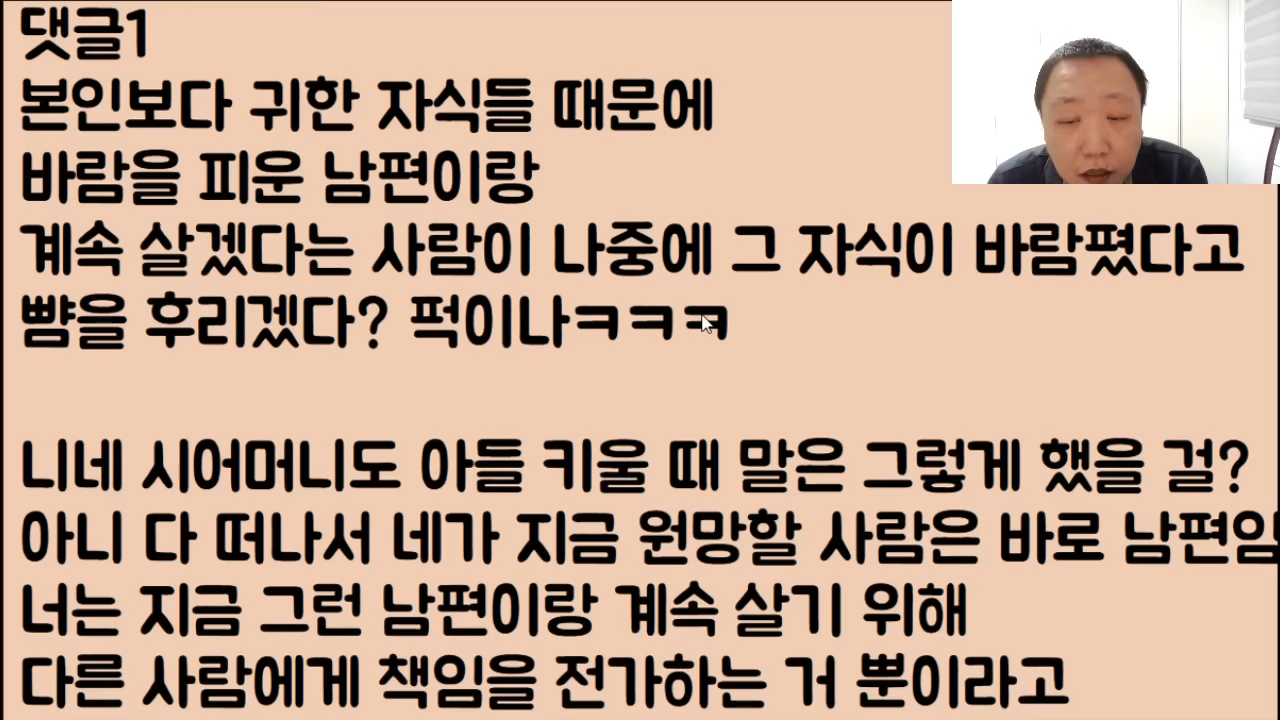 댓글1
본인보다 귀한 자식들 때문에
바람을 피운 남편이랑
계속 살겠다는 사람이 나중에 그 자식이 바람폈다고
뺨을 후리겠다? 퍽이나ㅋㅋㅋ
니네 시어머니도 아들 키울 때 말은 그렇게 했을 걸?
아니 다 떠나서 네가 지금 원망할 사람은 바로 남편임
너는 지금 그런 남편이랑 계속 살기 위해
다른 사람에게 책임을 전가하는 거 뿐이라고